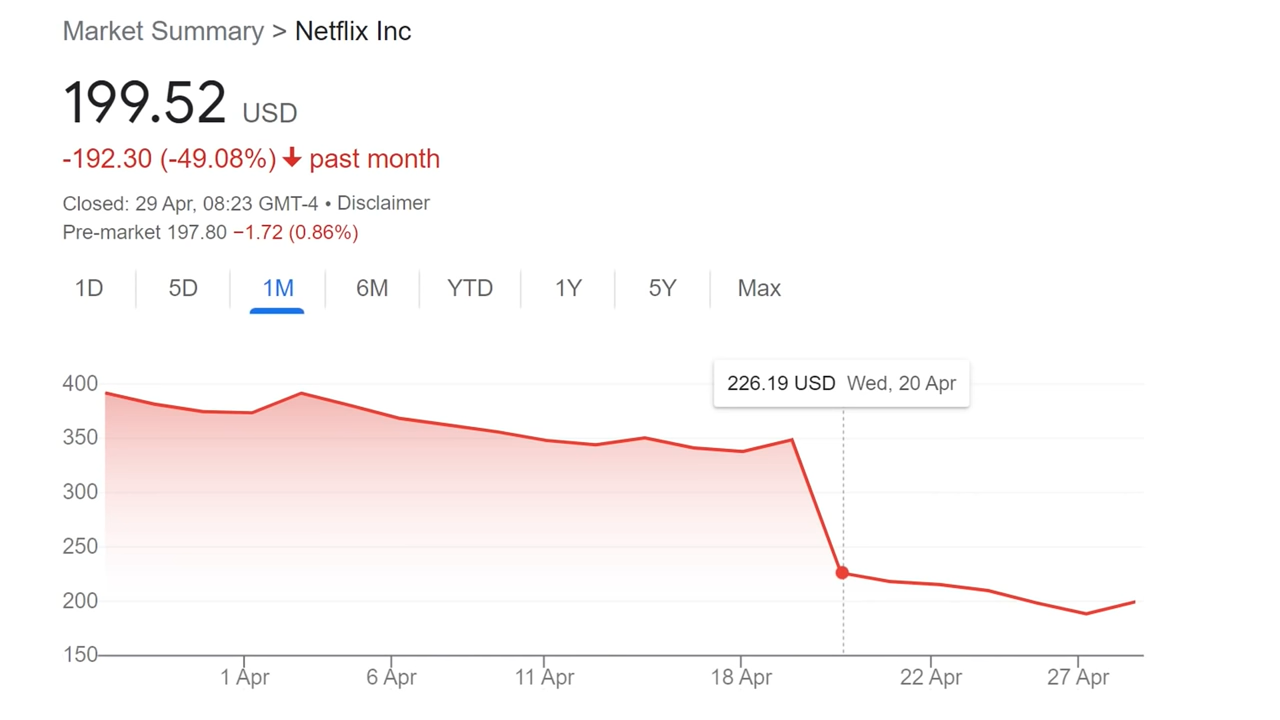 Market Summary > Netflix Inc
199.52 USD
-192.30 (-49.08%) ↓ past month
Closed: 29 Apr, 08:23 GMT-4 • Disclaimer
Pre-market 197.80 −1.72 (0.86%)
1D 5D 1M 6M YTD 1Y 5Y Max
226.19 USD Wed, 20 Apr
400
350
300
250
200
150
1 Apr 6 Apr 11 Apr 18 Apr 22 Apr 27 Apr